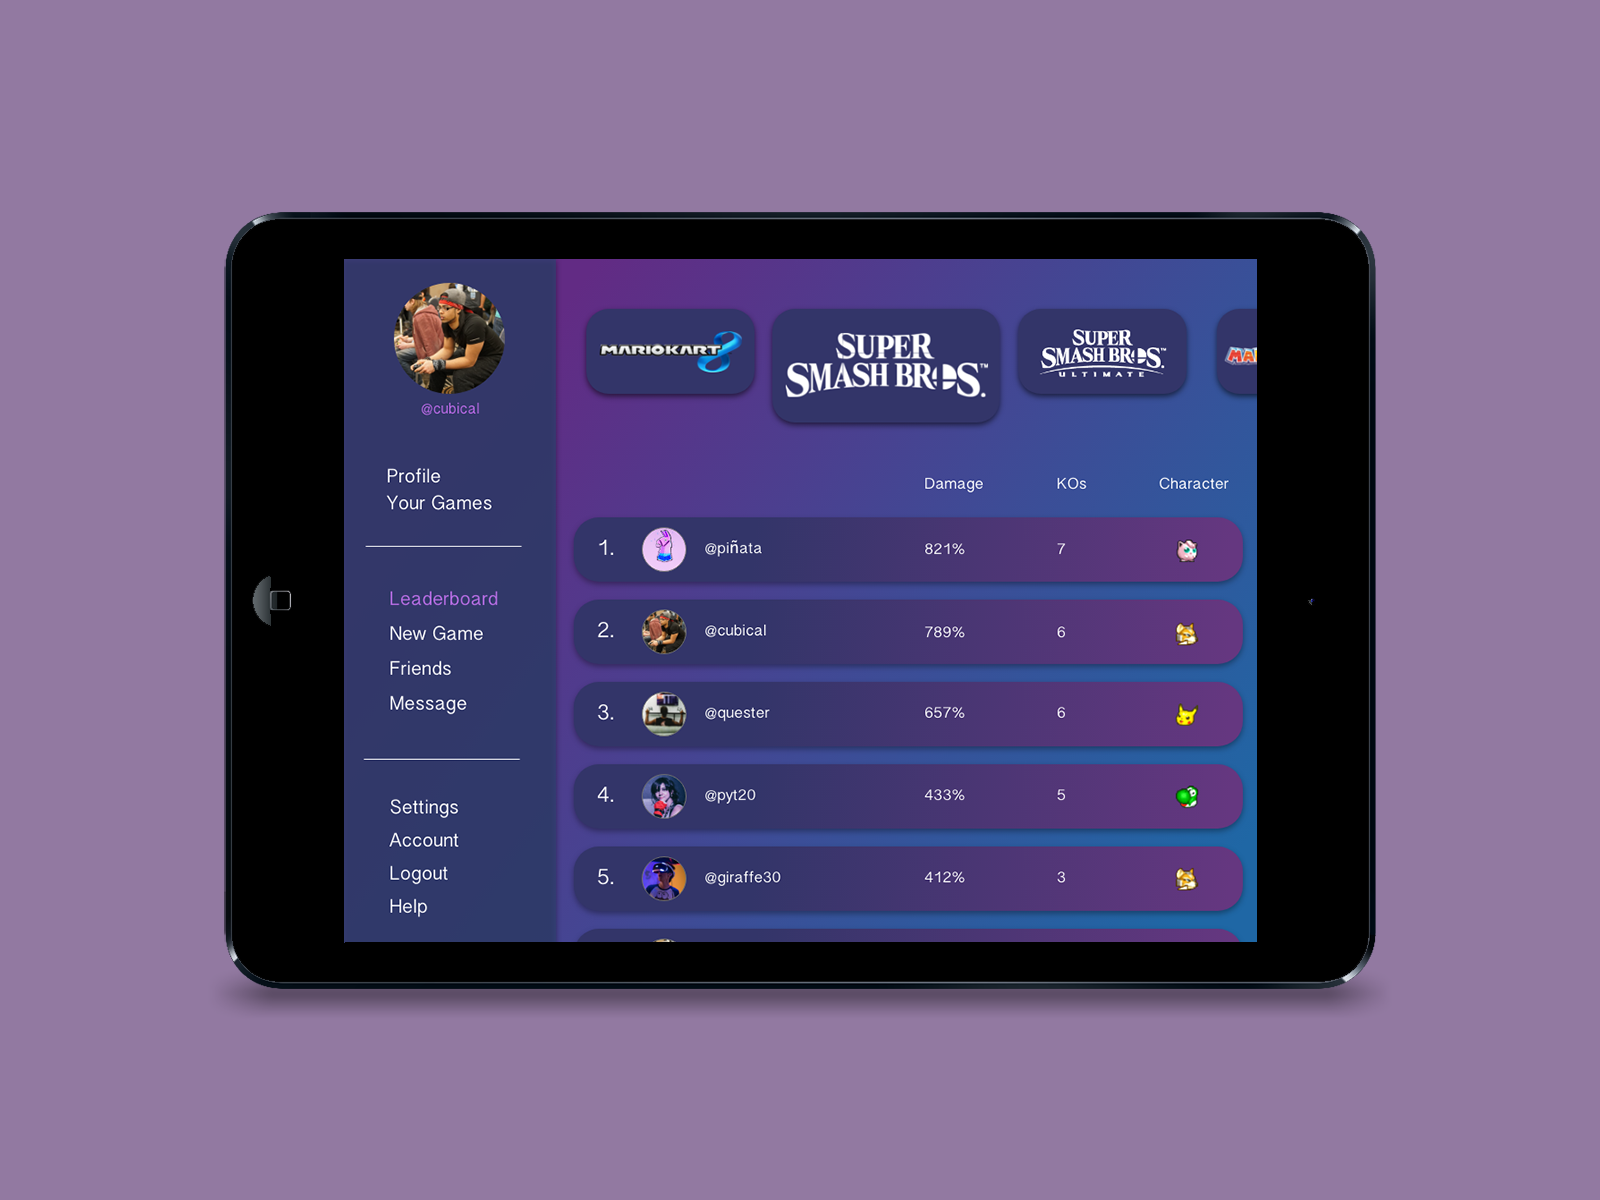 @cubical
Profile
Your Games
Leaderboard
New Game
Friends
Message
Settings
Account
Logout
Help
MARIOKART 8
SUPER
SMASH BROS.™
SUPER
SMASH BROS.™
ULTIMATE
MA
Damage KOs Character
1. @piñata 821% 7
2. @cubical 789% 6
3. @quester 657% 6
4. @pyt20 433% 5
5. @giraffe30 412% 3